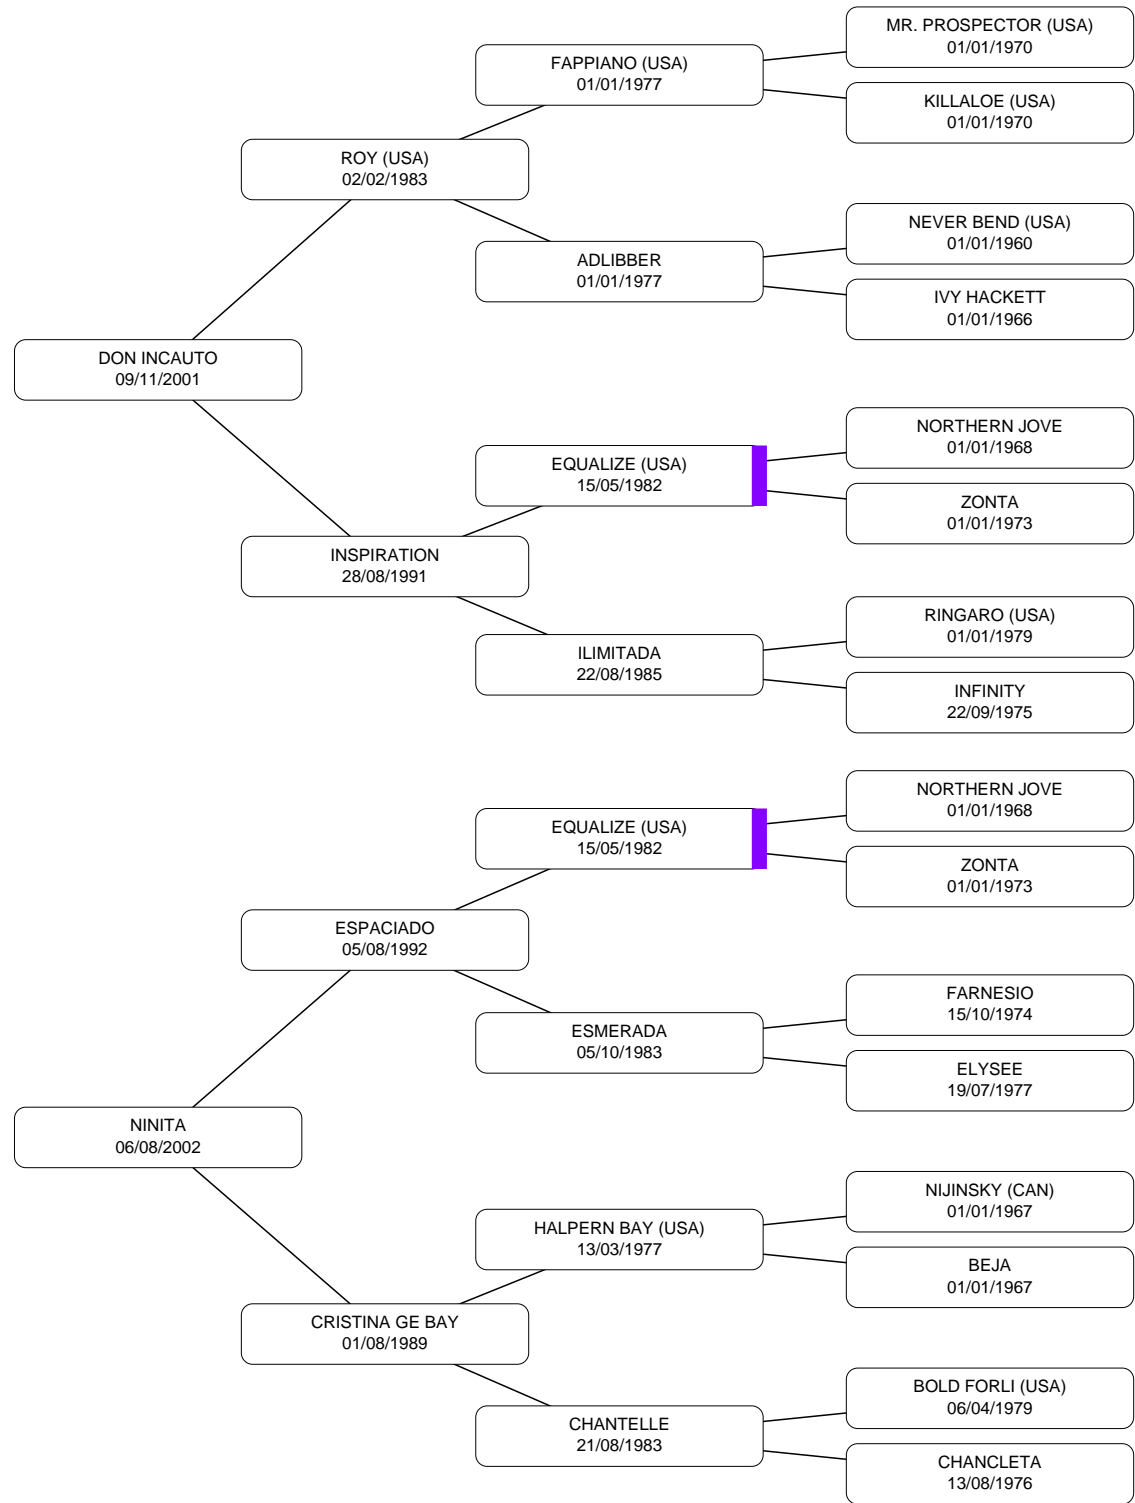 MR. PROSPECTOR (USA)
01/01/1970
FAPPIANO (USA)
01/01/1977
KILLALOE (USA)
01/01/1970
ROY (USA)
02/02/1983
NEVER BEND (USA)
01/01/1960
ADLIBBER
01/01/1977
IVY HACKETT
01/01/1966
DON INCAUTO
09/11/2001
NORTHERN JOVE
01/01/1968
EQUALIZE (USA)
15/05/1982
ZONTA
01/01/1973
INSPIRATION
28/08/1991
RINGARO (USA)
01/01/1979
ILIMITADA
22/08/1985
INFINITY
22/09/1975
NORTHERN JOVE
01/01/1968
EQUALIZE (USA)
15/05/1982
ZONTA
01/01/1973
ESPACIADO
05/08/1992
FARNESIO
15/10/1974
ESMERADA
05/10/1983
ELYSEE
19/07/1977
NINITA
06/08/2002
NIJINSKY (CAN)
01/01/1967
HALPERN BAY (USA)
13/03/1977
BEJA
01/01/1967
CRISTINA GE BAY
01/08/1989
BOLD FORLI (USA)
06/04/1979
CHANTELLE
21/08/1983
CHANCLETA
13/08/1976